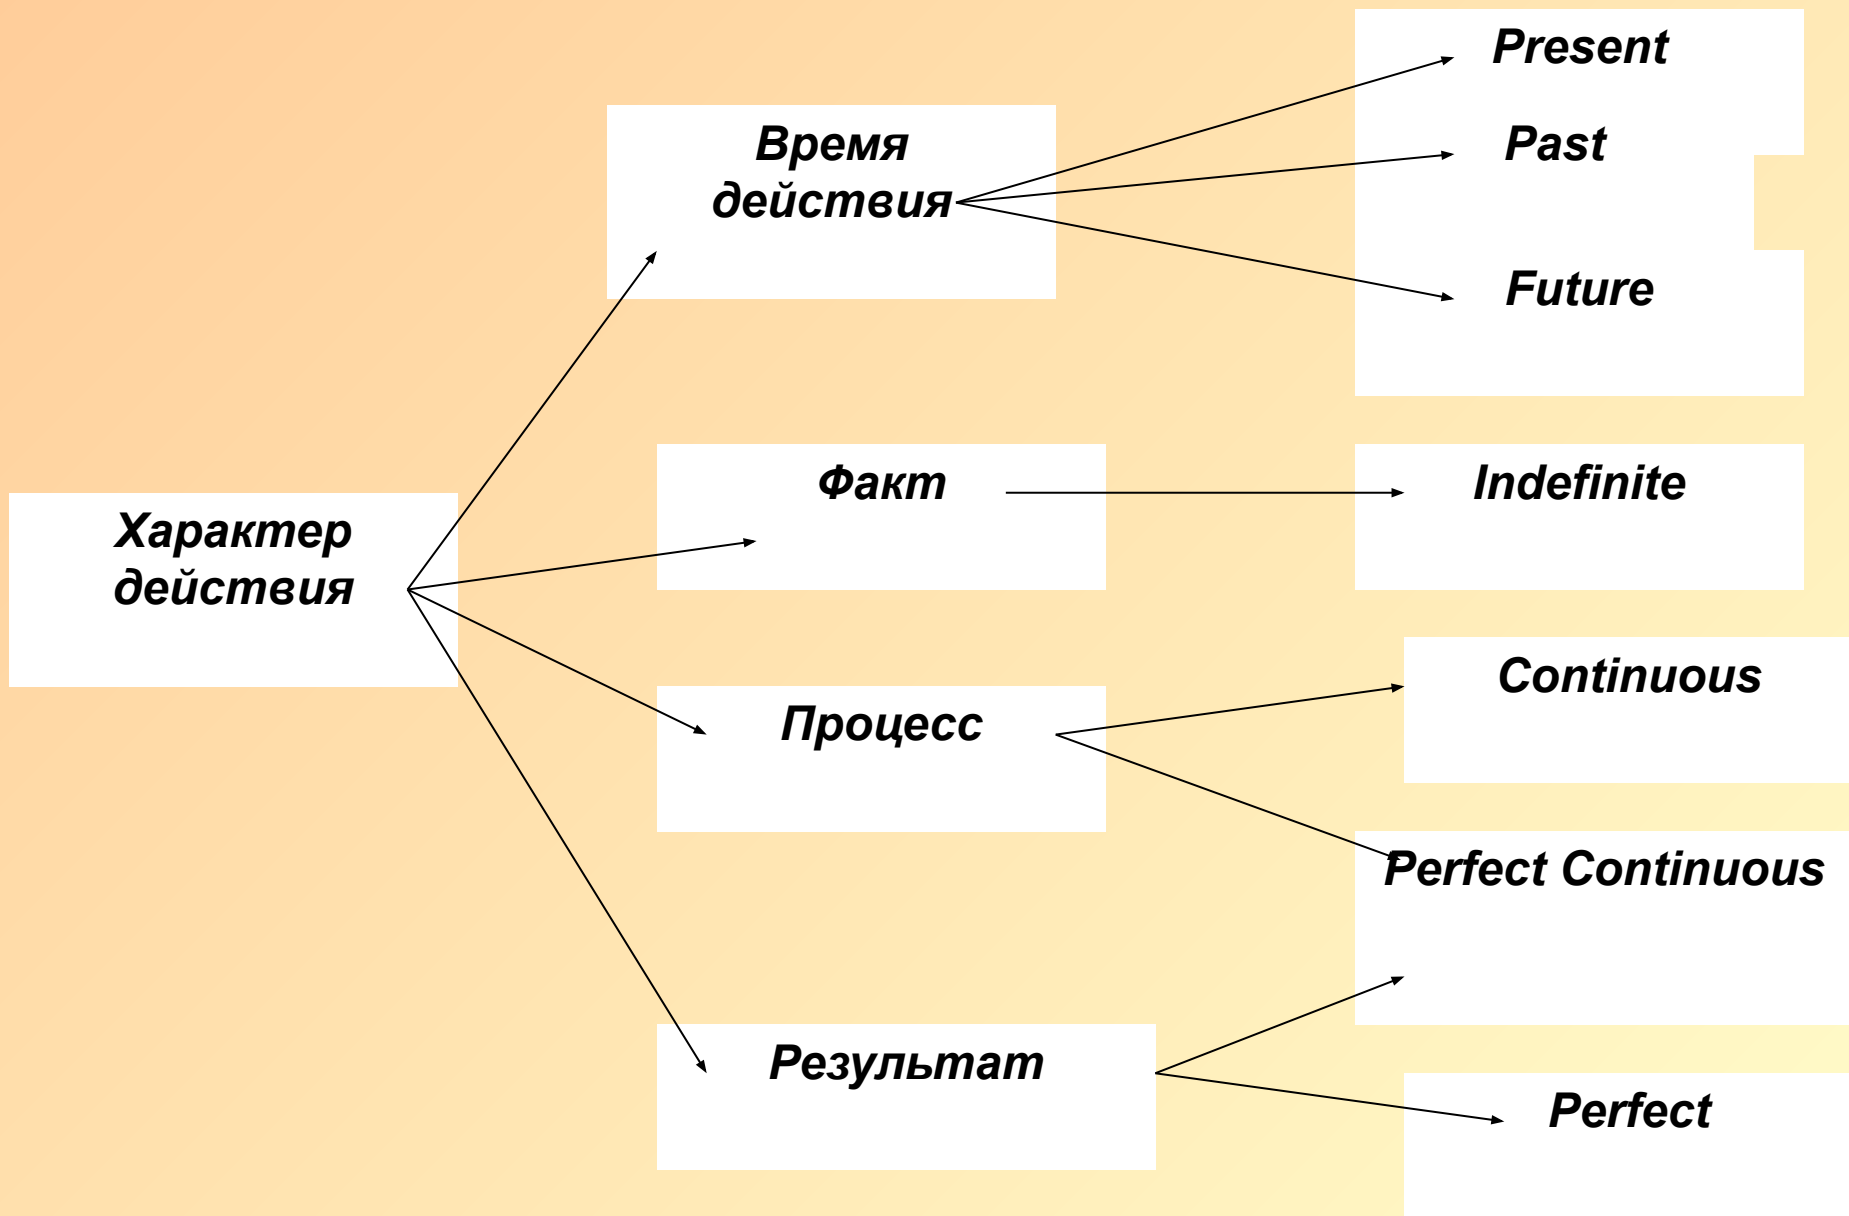 Present
Время
действия
Past
Future
Факт
Indefinite
Характер
действия
Процесс
Continuous
Perfect Continuous
Результат
Perfect